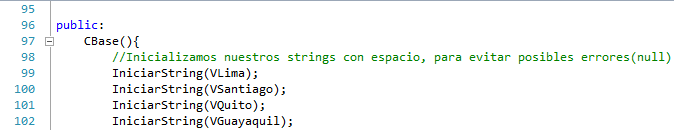 95
96 public:
97 CBase(){
98 //Inicializamos nuestros strings con espacio, para evitar posibles errores(null)
99 IniciarString(VLima);
100 IniciarString(VSantiago);
101 IniciarString(VQuito);
102 IniciarString(VGuayaquil);